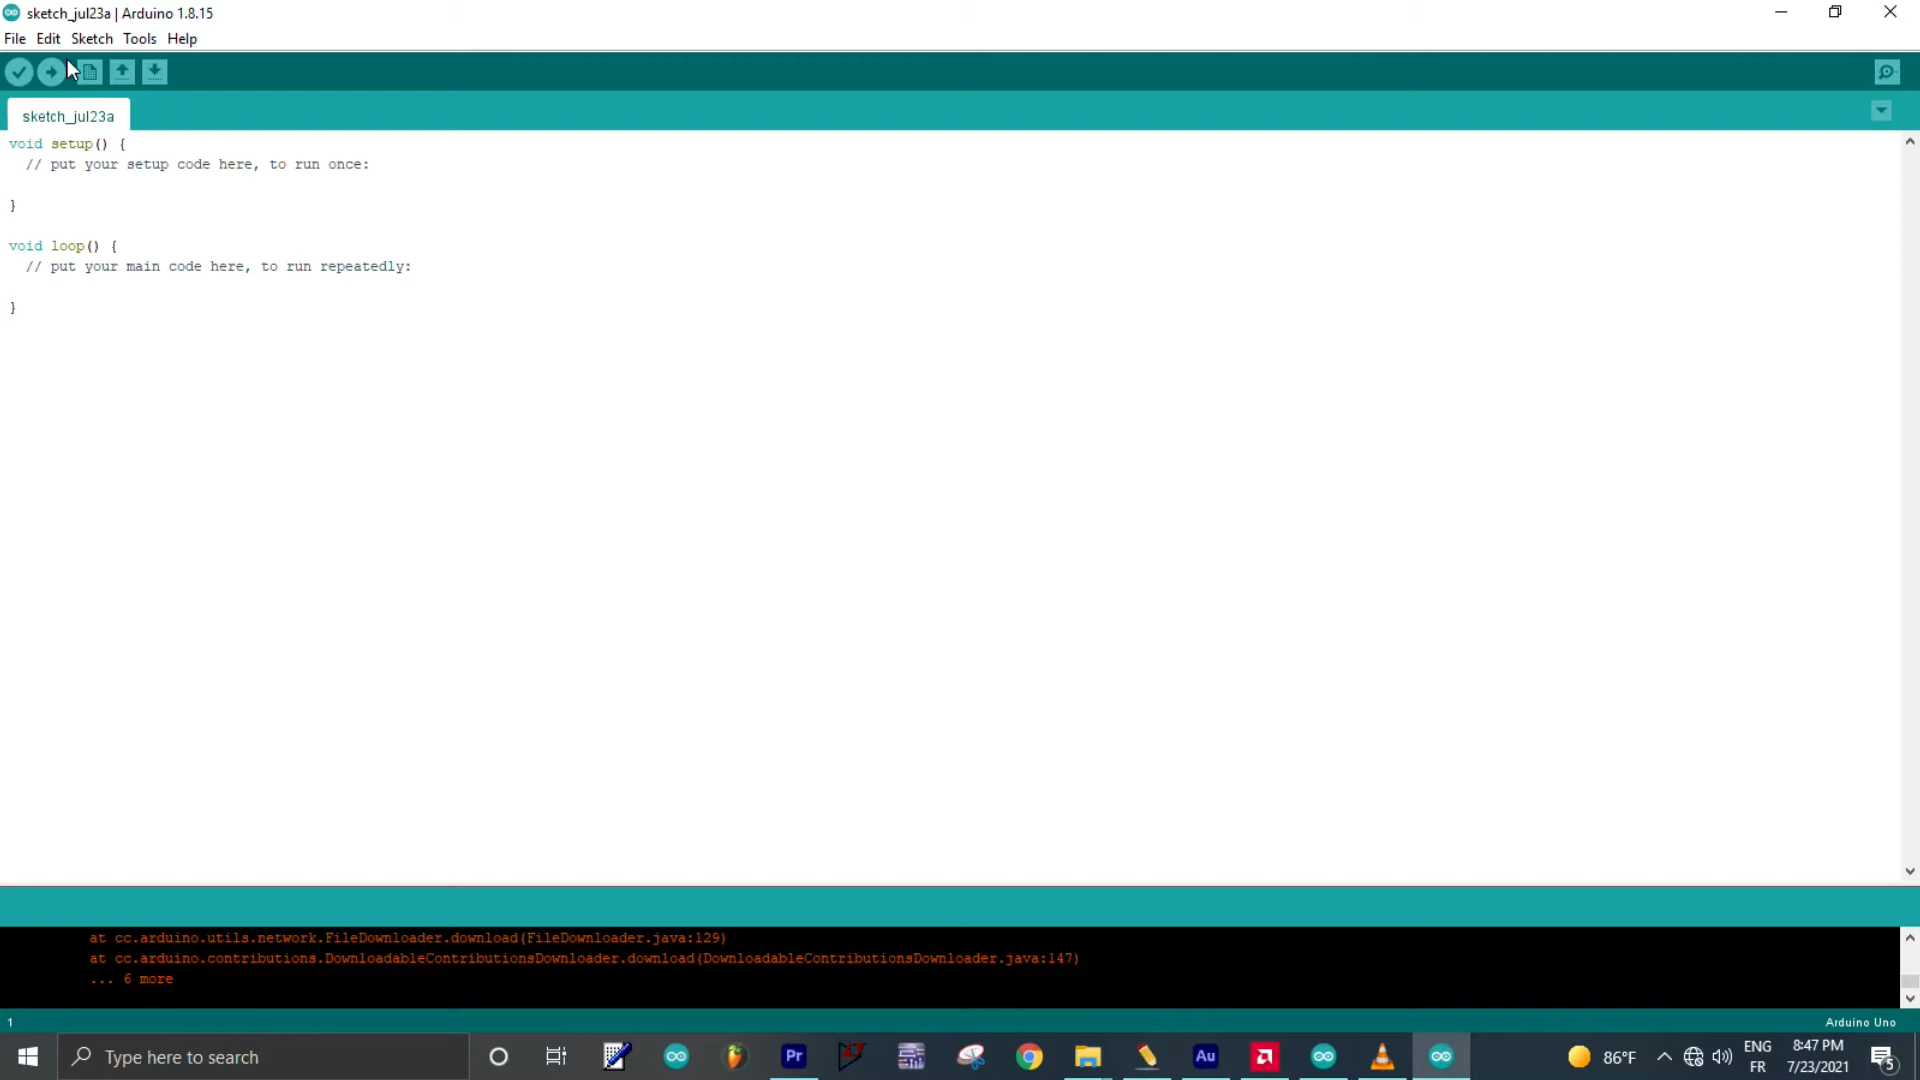 sketch_jul23a | Arduino 1.8.15
File Edit Sketch Tools Help
sketch_jul23a
void setup() {
// put your setup code here, to run once:
}
void loop() {
// put your main code here, to run repeatedly:
}
at cc.arduino.utils.network.FileDownloader.download(FileDownloader.java:129)
at cc.arduino.contributions.DownloadableContributionsDownloader.download(DownloadableContributionsDownloader.java:147)
... 6 more
1
Arduino Uno
Type here to search
Pr
Au
86°F
ENG
FR
8:47 PM
7/23/2021
5